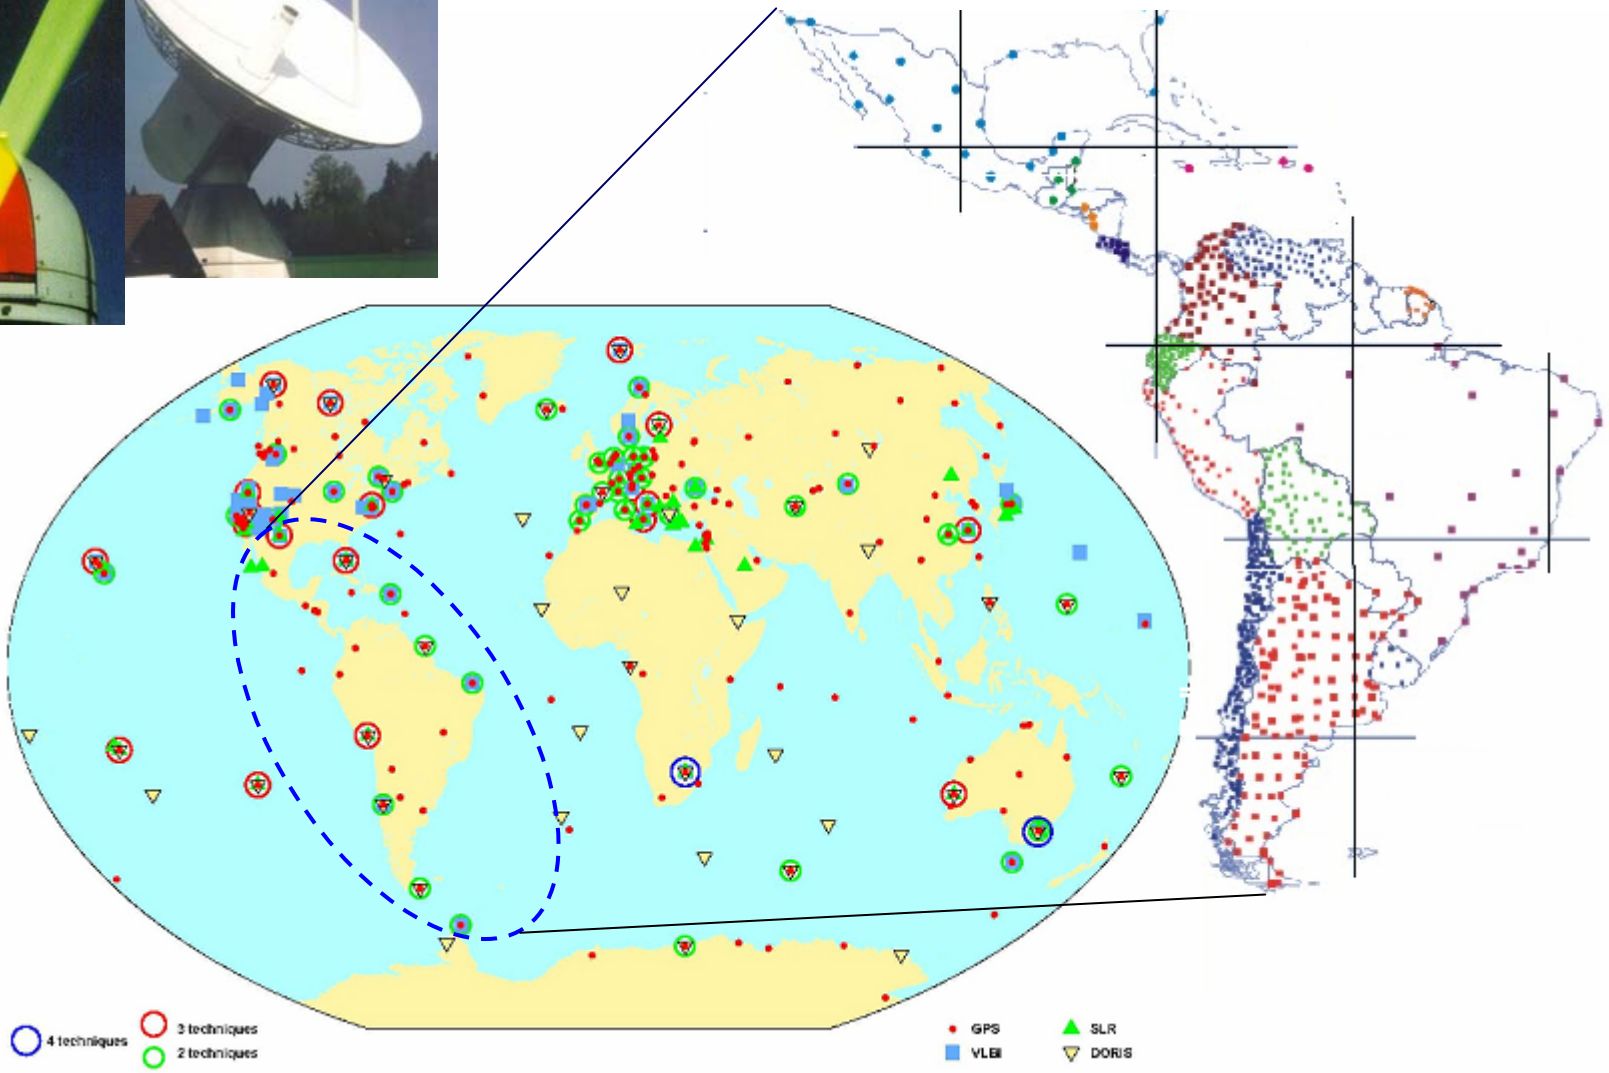 3 techniques
4 techniques
2 techniques
GPS
SLR
VLBI
DORIS